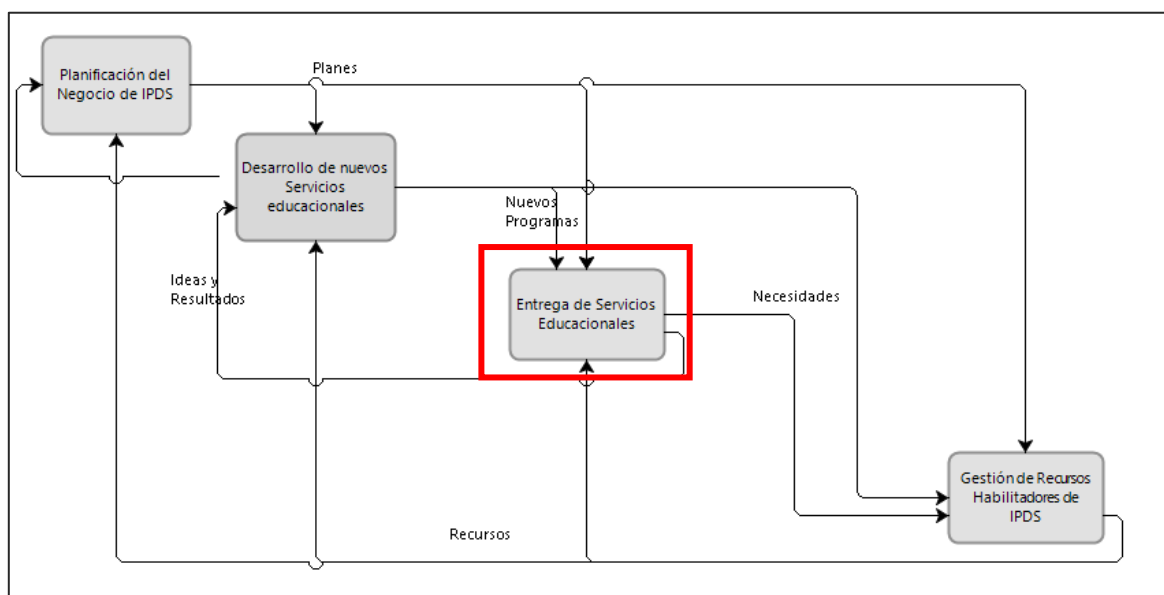 Planificación del
Negocio de IPDS
Planes
Desarrollo de nuevos
Servicios
educacionales
Nuevos
Programas
Ideas y
Resultados
Entrega de Servicios
Educacionales
Necesidades
Gestión de Recursos
Habilitadores de
IPDS
Recursos